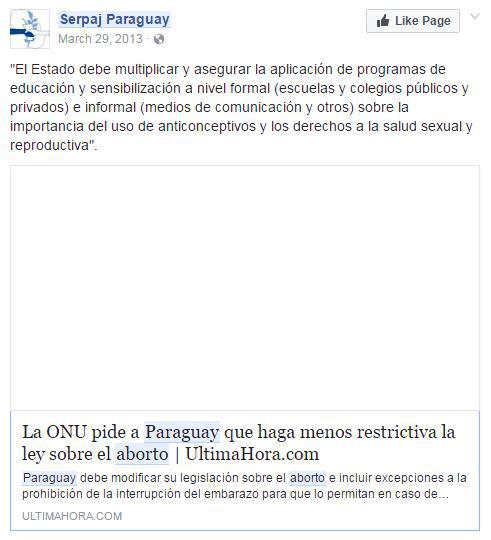 Serpaj Paraguay
Like Page
March 29, 2013 ·
"El Estado debe multiplicar y asegurar la aplicación de programas de
educación y sensibilización a nivel formal (escuelas y colegios públicos y
privados) e informal (medios de comunicación y otros) sobre la
importancia del uso de anticonceptivos y los derechos a la salud sexual y
reproductiva".
La ONU pide a Paraguay que haga menos restrictiva la
ley sobre el aborto | UltimaHora.com
Paraguay debe modificar su legislación sobre el aborto e incluir excepciones a la
prohibición de la interrupción del embarazo para que lo permitan en caso de...
ULTIMAHORA.COM